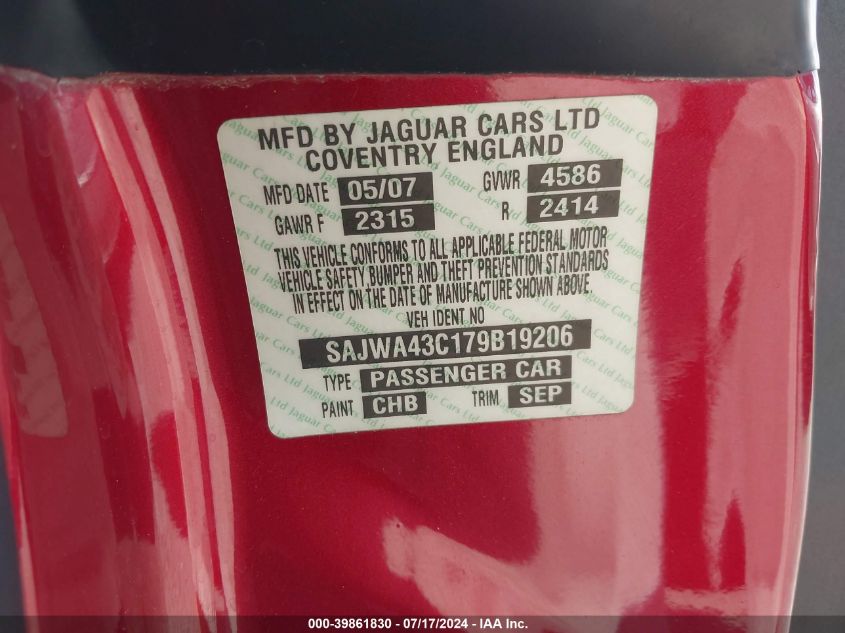 MFD BY JAGUAR CARS LTD
COVENTRY ENGLAND
MFD DATE 05/07 GVWR 4586
GAWR F 2315 R 2414
THIS VEHICLE CONFORMS TO ALL APPLICABLE FEDERAL MOTOR
VEHICLE SAFETY, BUMPER AND THEFT PREVENTION STANDARDS
IN EFFECT ON THE DATE OF MANUFACTURE SHOWN ABOVE.
VEH IDENT NO
SAJWA43C179B19206
TYPE PASSENGER CAR
PAINT CHB TRIM SEP
000-39861830 / 07/17/2024 - © IAA Inc.